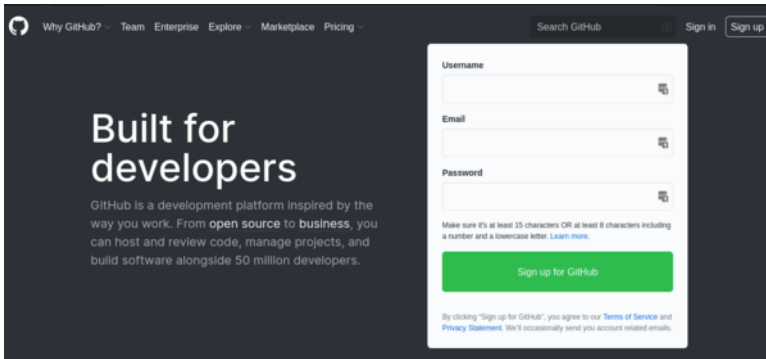 Why GitHub? Team Enterprise Explore Marketplace Pricing Search GitHub / Sign in Sign up
Built for
developers
GitHub is a development platform inspired by the
way you work. From open source to business, you
can host and review code, manage projects, and
build software alongside 50 million developers.
Username
Email
Password
Make sure it's at least 15 characters OR at least 8 characters including
a number and a lowercase letter. Learn more.
Sign up for GitHub
By clicking "Sign up for GitHub", you agree to our Terms of Service and
Privacy Statement. We'll occasionally send you account related emails.